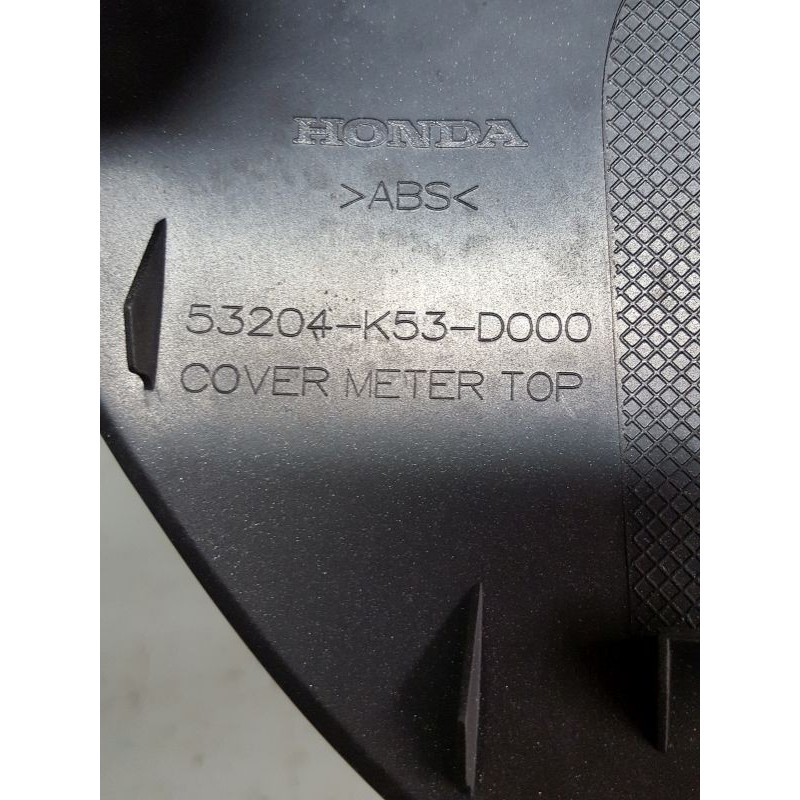 HONDA
>ABS<
53204-K53-D000
COVER METER TOP